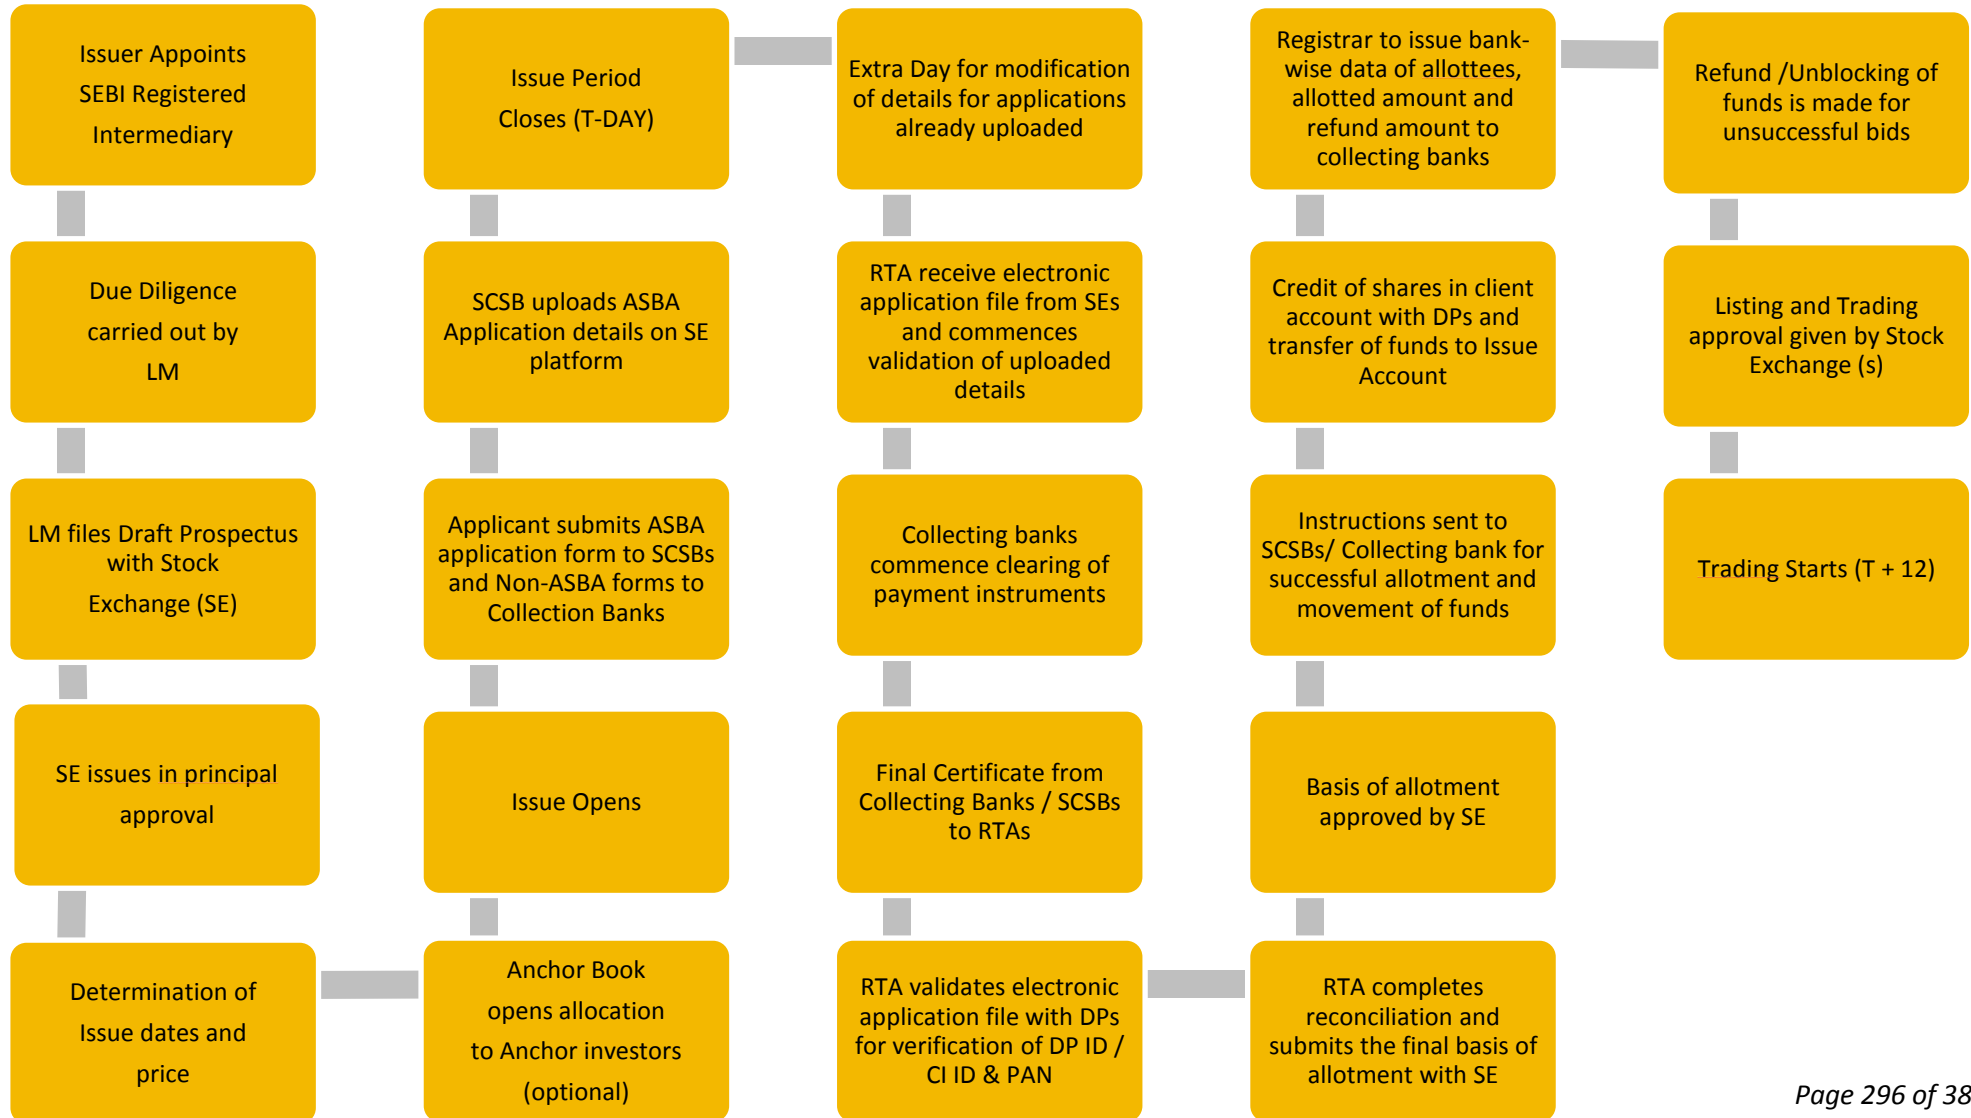 Issuer Appoints
SEBI Registered
Intermediary
Due Diligence
carried out by
LM
LM files Draft Prospectus
with Stock
Exchange (SE)
SE issues in principal
approval
Determination of
Issue dates and
price
Anchor Book
opens allocation
to Anchor investors
(optional)
Issue Opens
Applicant submits ASBA
application form to SCSBs
and Non-ASBA forms to
Collection Banks
SCSB uploads ASBA
Application details on SE
platform
Issue Period
Closes (T-DAY)
Extra Day for modification
of details for applications
already uploaded
RTA receive electronic
application file from SEs
and commences
validation of uploaded
details
Collecting banks
commence clearing of
payment instruments
Final Certificate from
Collecting Banks / SCSBs
to RTAs
RTA validates electronic
application file with DPs
for verification of DP ID /
CI ID & PAN
RTA completes
reconciliation and
submits the final basis of
allotment with SE
Basis of allotment
approved by SE
Instructions sent to
SCSBs/ Collecting bank for
successful allotment and
movement of funds
Credit of shares in client
account with DPs and
transfer of funds to Issue
Account
Registrar to issue bank-
wise data of allottees,
allotted amount and
refund amount to
collecting banks
Refund /Unblocking of
funds is made for
unsuccessful bids
Listing and Trading
approval given by Stock
Exchange (s)
Trading Starts (T + 12)
Page 296 of 38